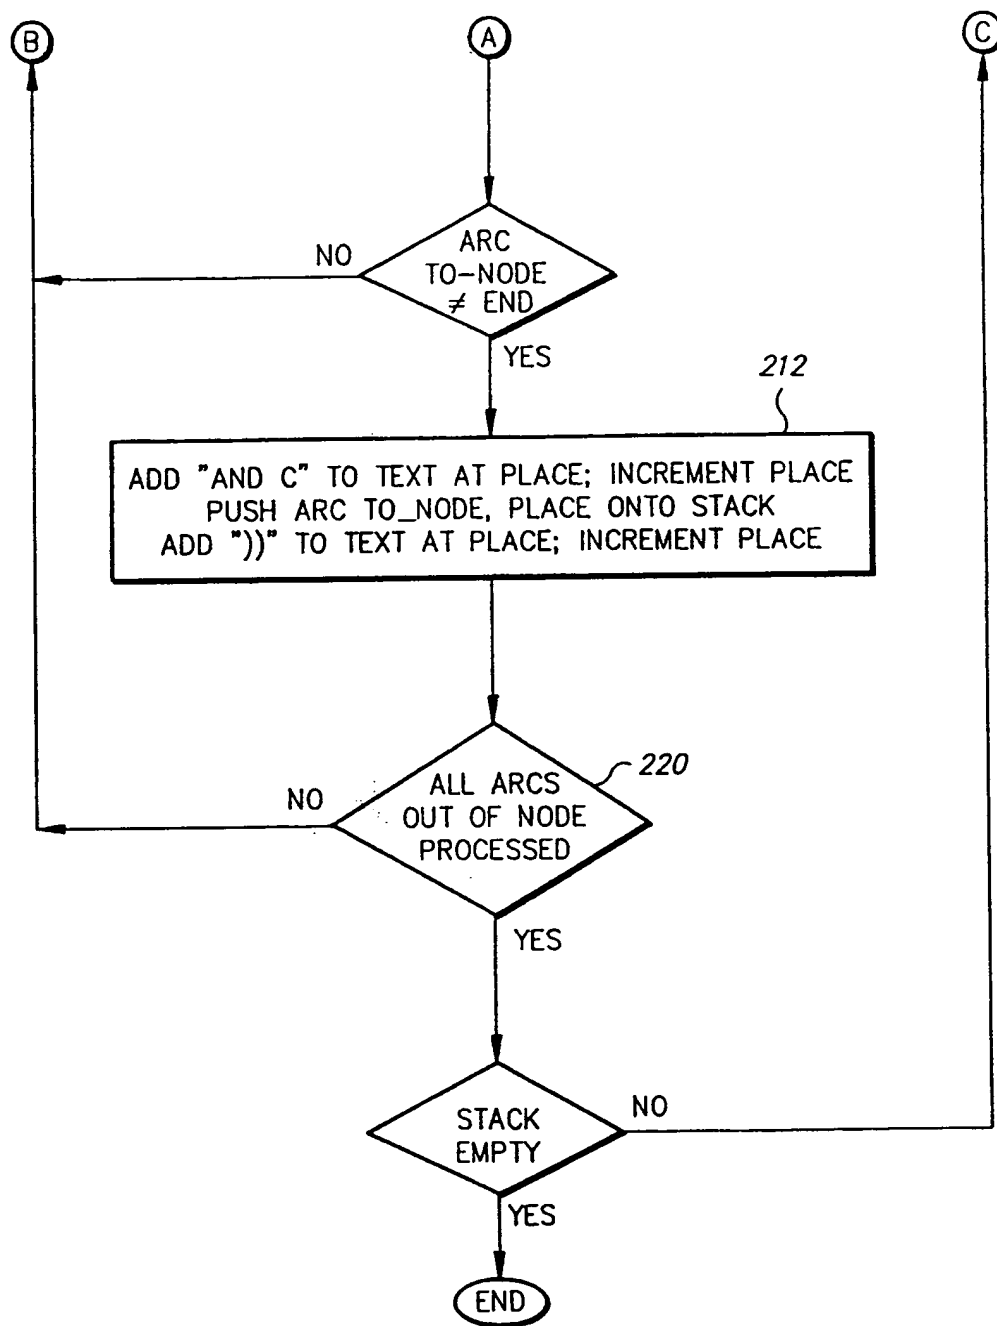 B
A
C
ARC
TO-NODE
≠ END
NO
YES
212
ADD "AND C" TO TEXT AT PLACE; INCREMENT PLACE
PUSH ARC TO_NODE, PLACE ONTO STACK
ADD "))" TO TEXT AT PLACE; INCREMENT PLACE
220
ALL ARCS
OUT OF NODE
PROCESSED
NO
YES
STACK
EMPTY
NO
YES
END